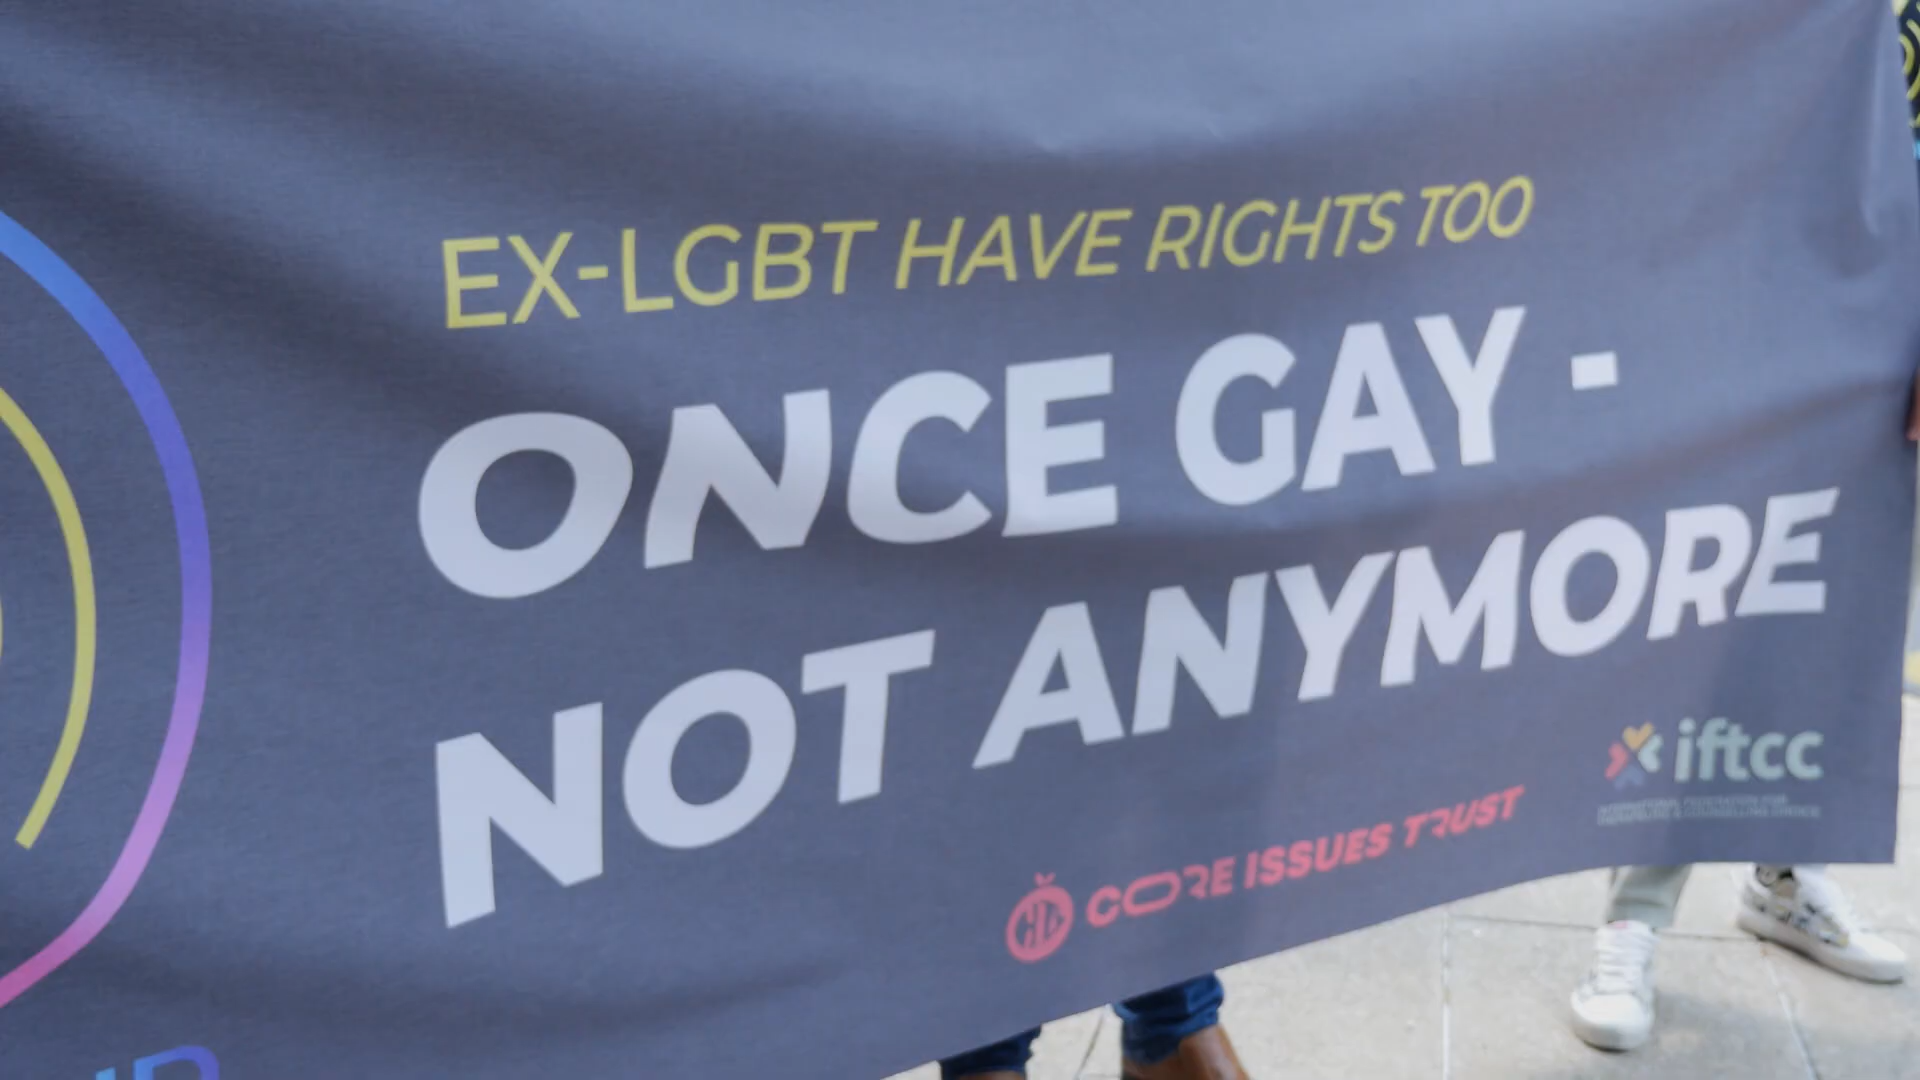 EX-LGBT HAVE RIGHTS TOO
ONCE GAY -
NOT ANYMORE
iftcc
CORE ISSUES TRUST